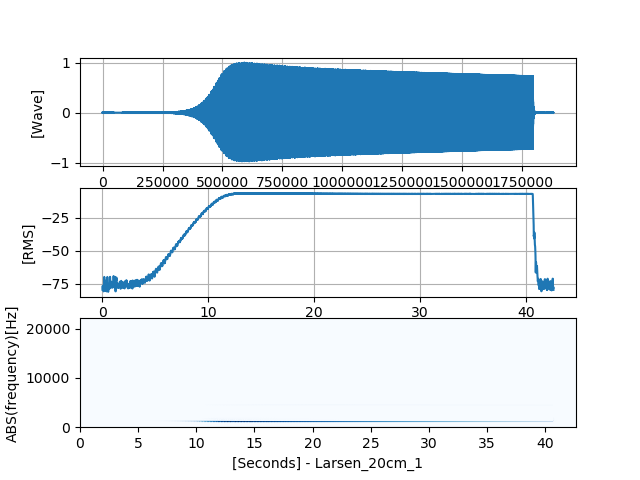 1
0
−1
[Wave]
0 250000 500000 750000 1000000 1250000 1500000 1750000
−25
−50
−75
[RMS]
0 10 20 30 40
20000
10000
0
ABS(frequency)[Hz]
0 5 10 15 20 25 30 35 40
[Seconds] - Larsen_20cm_1